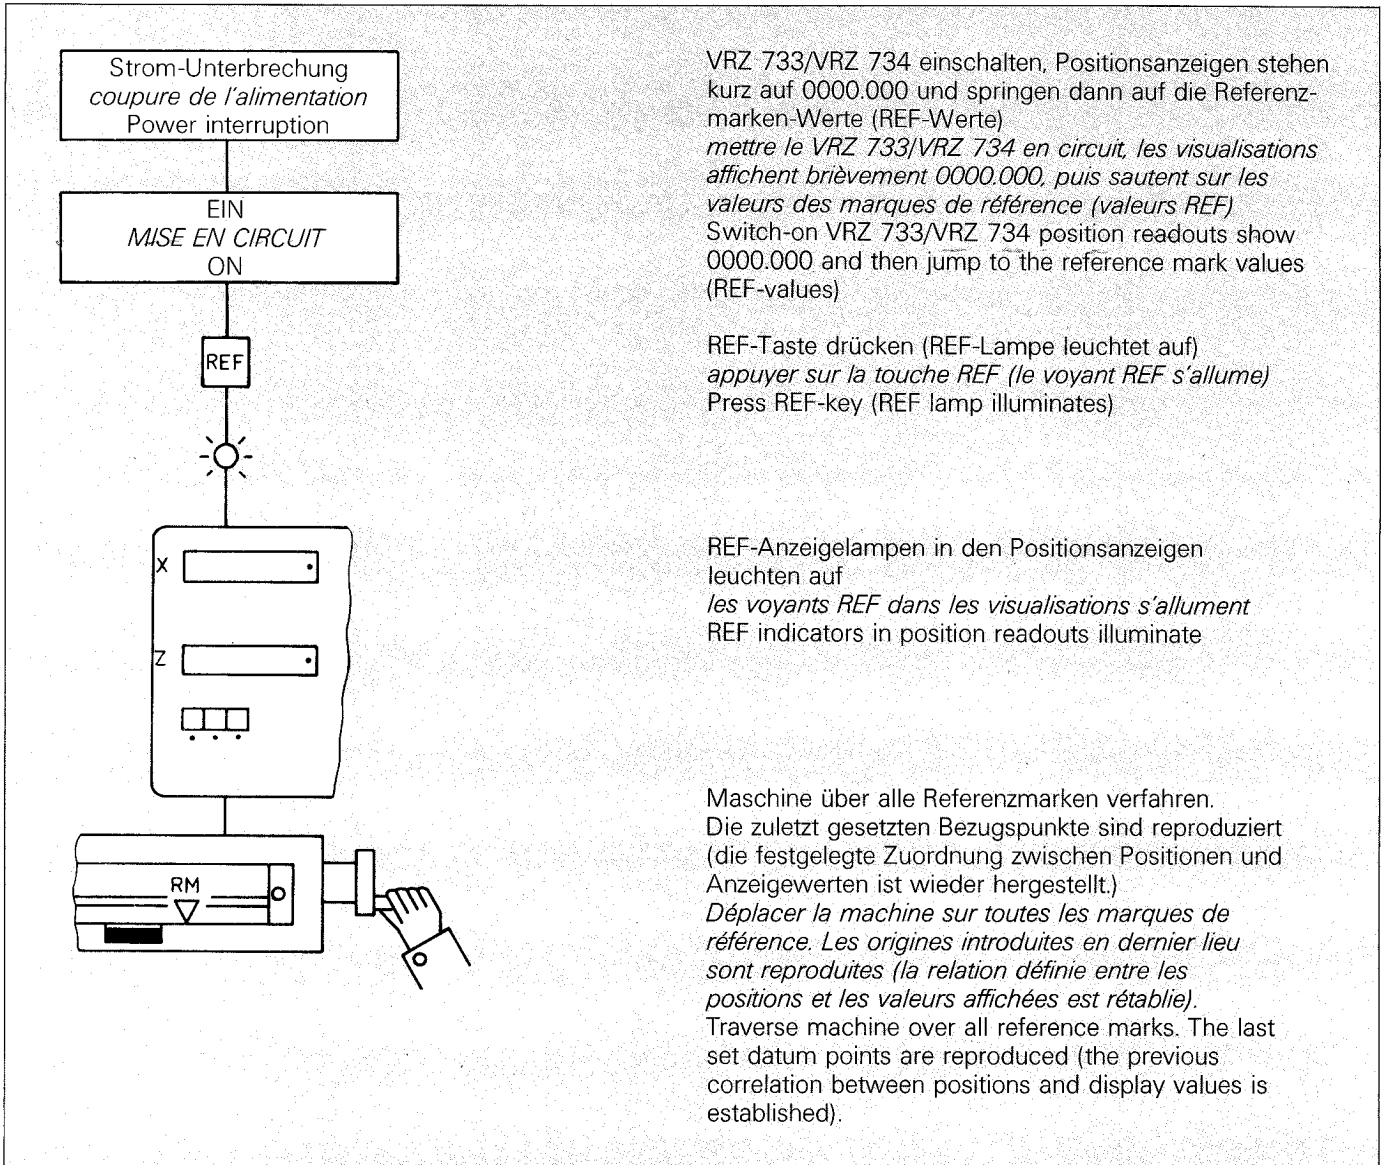 Strom-Unterbrechung
coupure de l'alimentation
Power interruption
EIN
MISE EN CIRCUIT
ON
REF
X
Z
RM
VRZ 733/VRZ 734 einschalten, Positionsanzeigen stehen
kurz auf 0000.000 und springen dann auf die Referenz-
marken-Werte (REF-Werte)
mettre le VRZ 733/VRZ 734 en circuit, les visualisations
affichent brièvement 0000.000, puis sautent sur les
valeurs des marques de référence (valeurs REF)
Switch-on VRZ 733/VRZ 734 position readouts show
0000.000 and then jump to the reference mark values
(REF-values)
REF-Taste drücken (REF-Lampe leuchtet auf)
appuyer sur la touche REF (le voyant REF s'allume)
Press REF-key (REF lamp illuminates)
REF-Anzeigelampen in den Positionsanzeigen
leuchten auf
les voyants REF dans les visualisations s'allument
REF indicators in position readouts illuminate
Maschine über alle Referenzmarken verfahren.
Die zuletzt gesetzten Bezugspunkte sind reproduziert
(die festgelegte Zuordnung zwischen Positionen und
Anzeigewerten ist wieder hergestellt.)
Déplacer la machine sur toutes les marques de
référence. Les origines introduites en dernier lieu
sont reproduites (la relation définie entre les
positions et les valeurs affichées est rétablie).
Traverse machine over all reference marks. The last
set datum points are reproduced (the previous
correlation between positions and display values is
established).